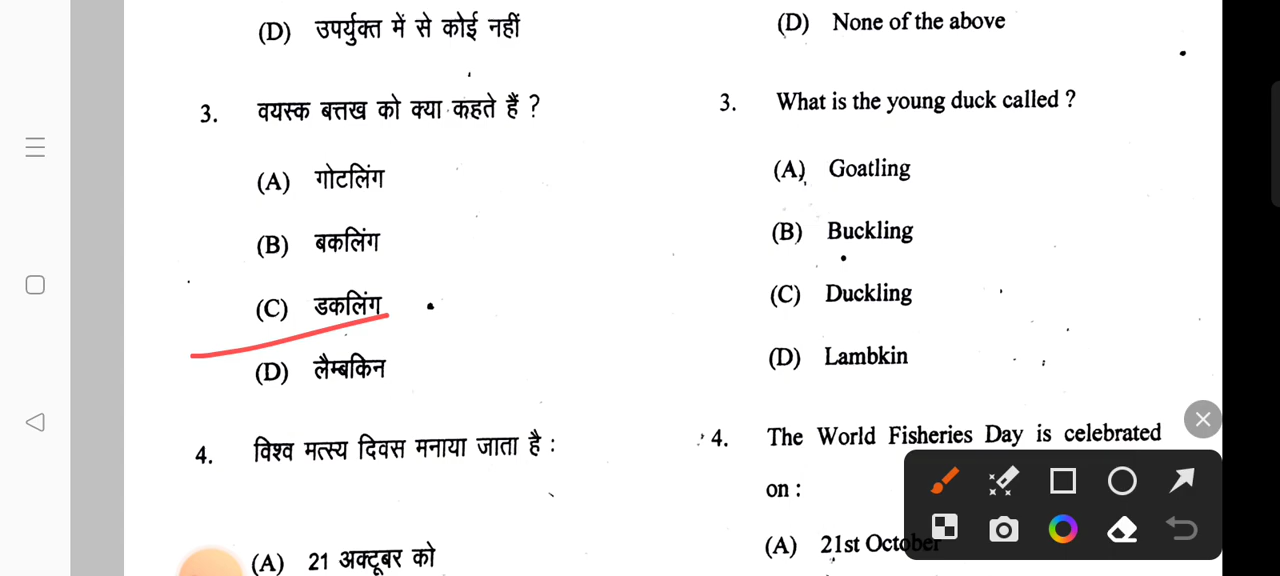 (D) उपर्युक्त में से कोई नहीं
3. वयस्क बत्तख को क्या कहते हैं ?
(A) गोटलिंग
(B) बकलिंग
(C) डकलिंग
(D) लैम्बकिन
4. विश्व मत्स्य दिवस मनाया जाता है :
(A) 21 अक्टूबर को
(D) None of the above
3. What is the young duck called ?
(A) Goatling
(B) Buckling
(C) Duckling
(D) Lambkin
4. The World Fisheries Day is celebrated
on :
(A) 21st October